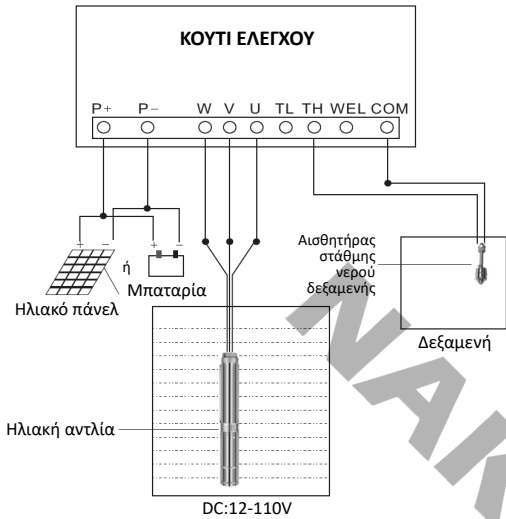 ΚΟΥΤΙ ΕΛΕΓΧΟΥ
P+ P− W V U TL TH WEL COM
+ − + −
ή
Μπαταρία
Ηλιακό πάνελ
Αισθητήρας
στάθμης
νερού
δεξαμενής
Δεξαμενή
Ηλιακή αντλία
DC:12-110V